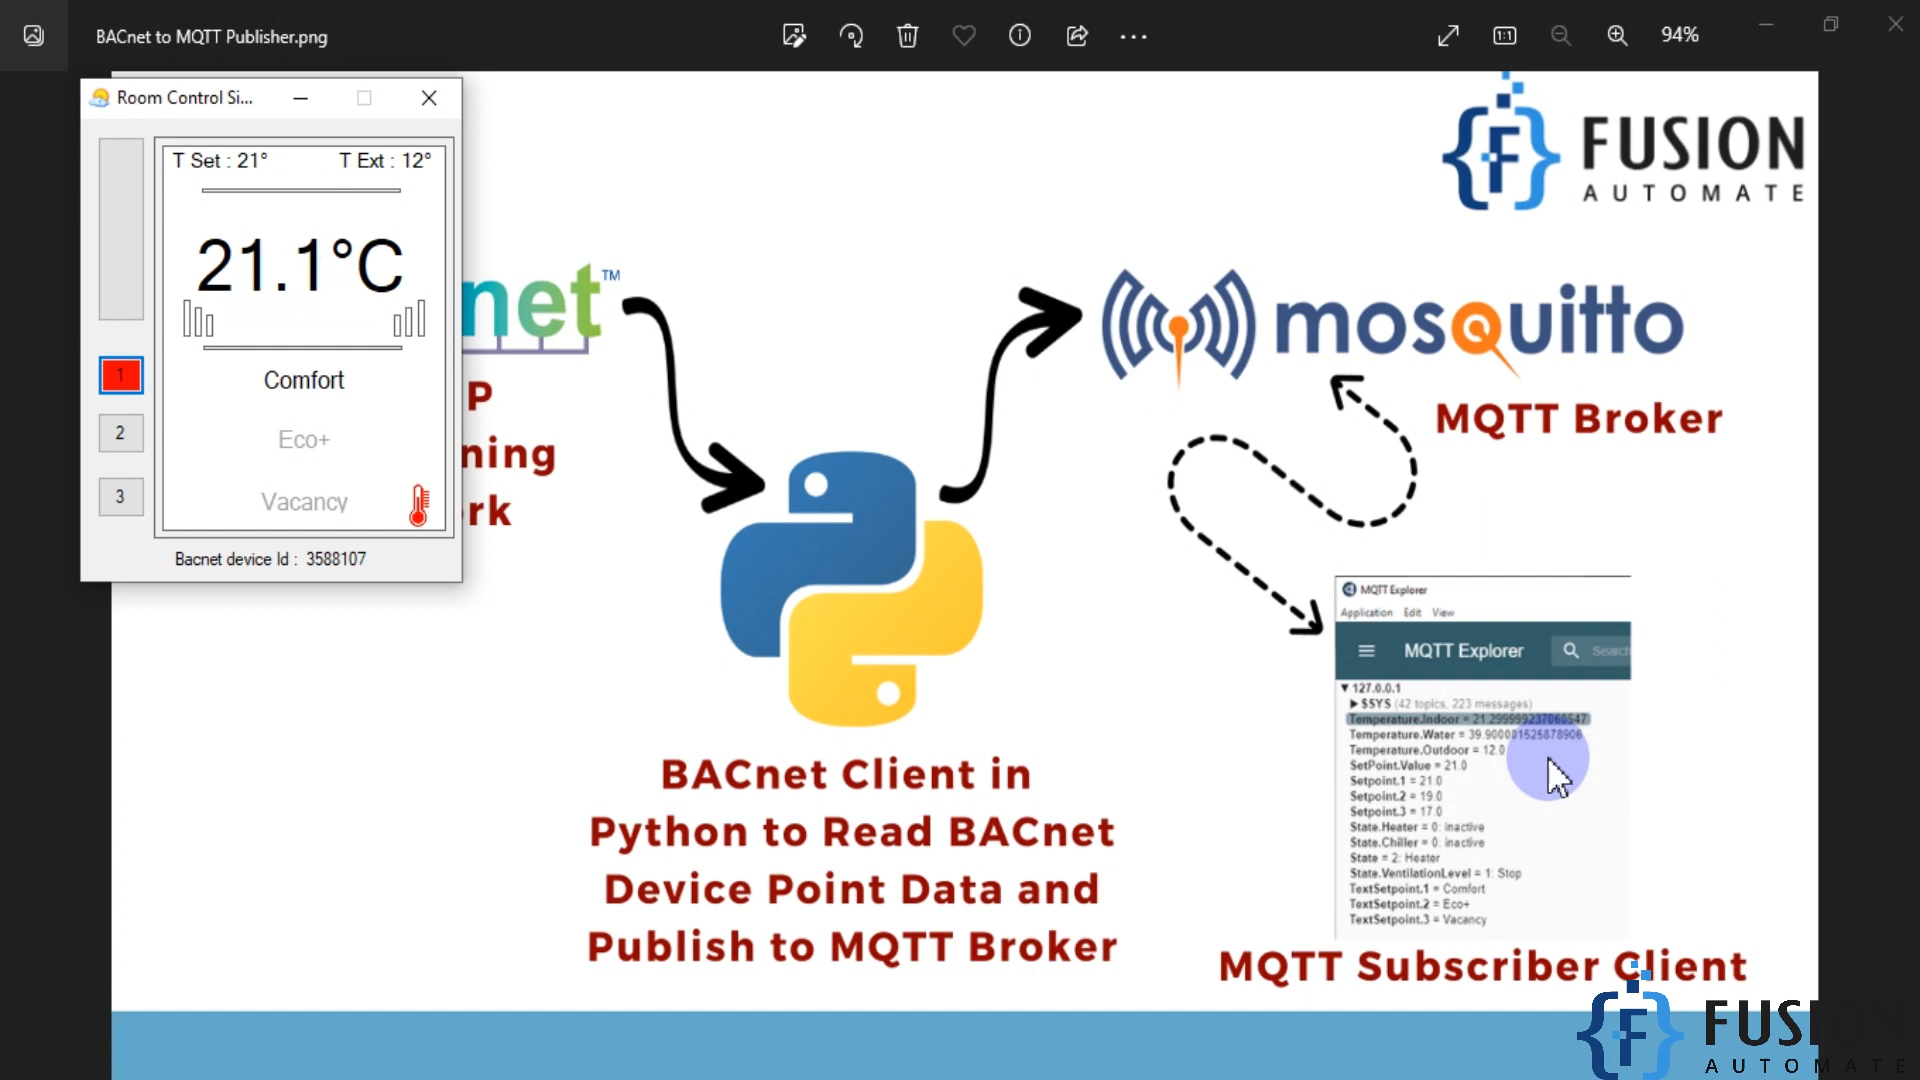 BACnet to MQTT Publisher.png
94%
Room Control Si...
T Set : 21° T Ext : 12°
21.1°C
1
Comfort
2
Eco+
3
Vacancy
Bacnet device Id : 3588107
net™
P
ning
rk
FUSION
AUTOMATE
mosquitto
MQTT Broker
BACnet Client in
Python to Read BACnet
Device Point Data and
Publish to MQTT Broker
MQTT Explorer
Application Edit View
MQTT Explorer
Search
127.0.0.1
$SYS (42 topics, 223 messages)
Temperature.Indoor = 21.299999237060547
Temperature.Water = 39.900001525878906
Temperature.Outdoor = 12.0
SetPoint.Value = 21.0
Setpoint.1 = 21.0
Setpoint.2 = 19.0
Setpoint.3 = 17.0
State.Heater = 0: inactive
State.Chiller = 0: inactive
State = 2: Heater
State.VentilationLevel = 1: Stop
TextSetpoint.1 = Comfort
TextSetpoint.2 = Eco+
TextSetpoint.3 = Vacancy
MQTT Subscriber Client
FUSI
AUTOMATE